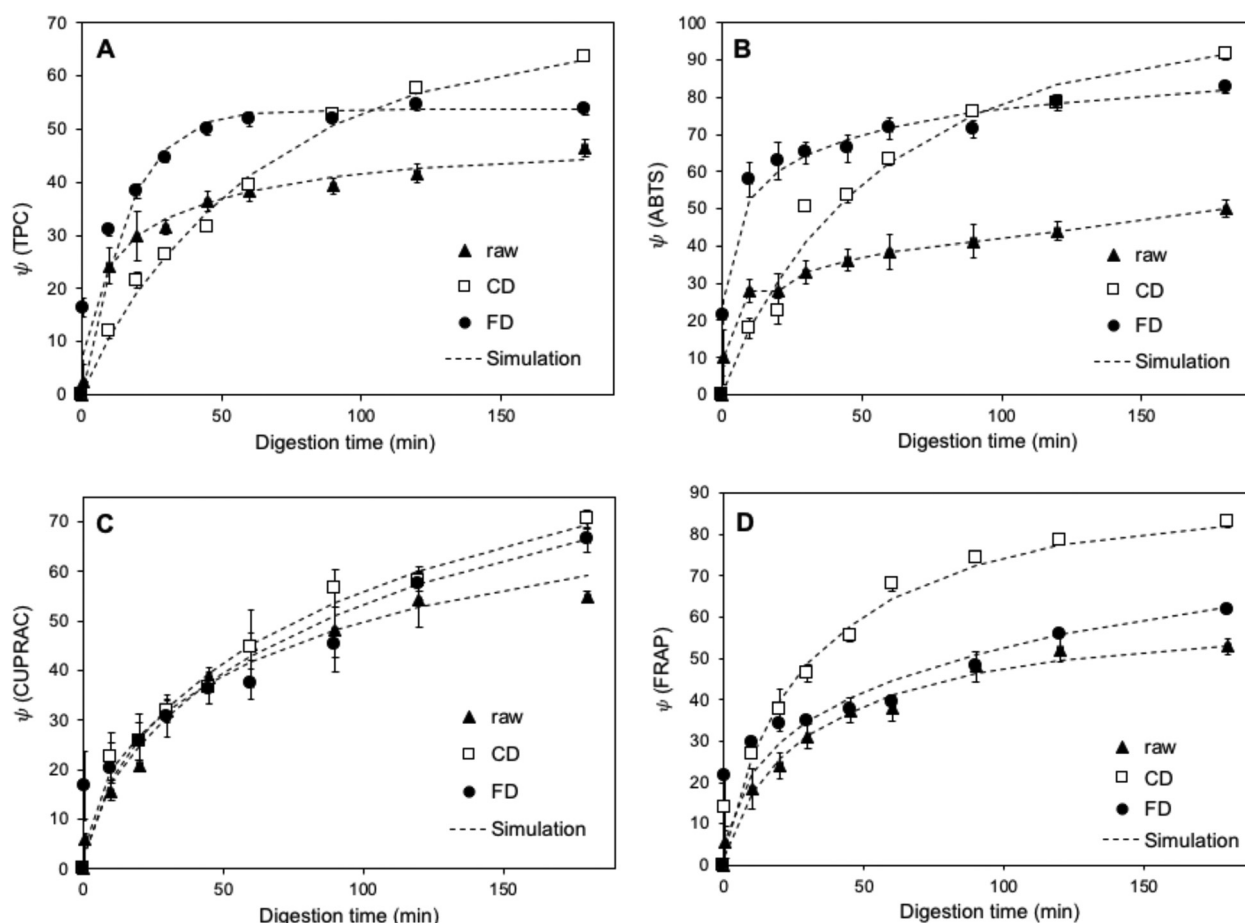 A
ψ (TPC)
70
60
50
40
30
20
10
0
raw
CD
FD
Simulation
0 50 100 150
Digestion time (min)
B
ψ (ABTS)
100
90
80
70
60
50
40
30
20
10
0
raw
CD
FD
Simulation
0 50 100 150
Digestion time (min)
C
ψ (CUPRAC)
70
60
50
40
30
20
10
0
raw
CD
FD
Simulation
0 50 100 150
Digestion time (min)
D
ψ (FRAP)
90
80
70
60
50
40
30
20
10
0
raw
CD
FD
Simulation
0 50 100 150
Digestion time (min)